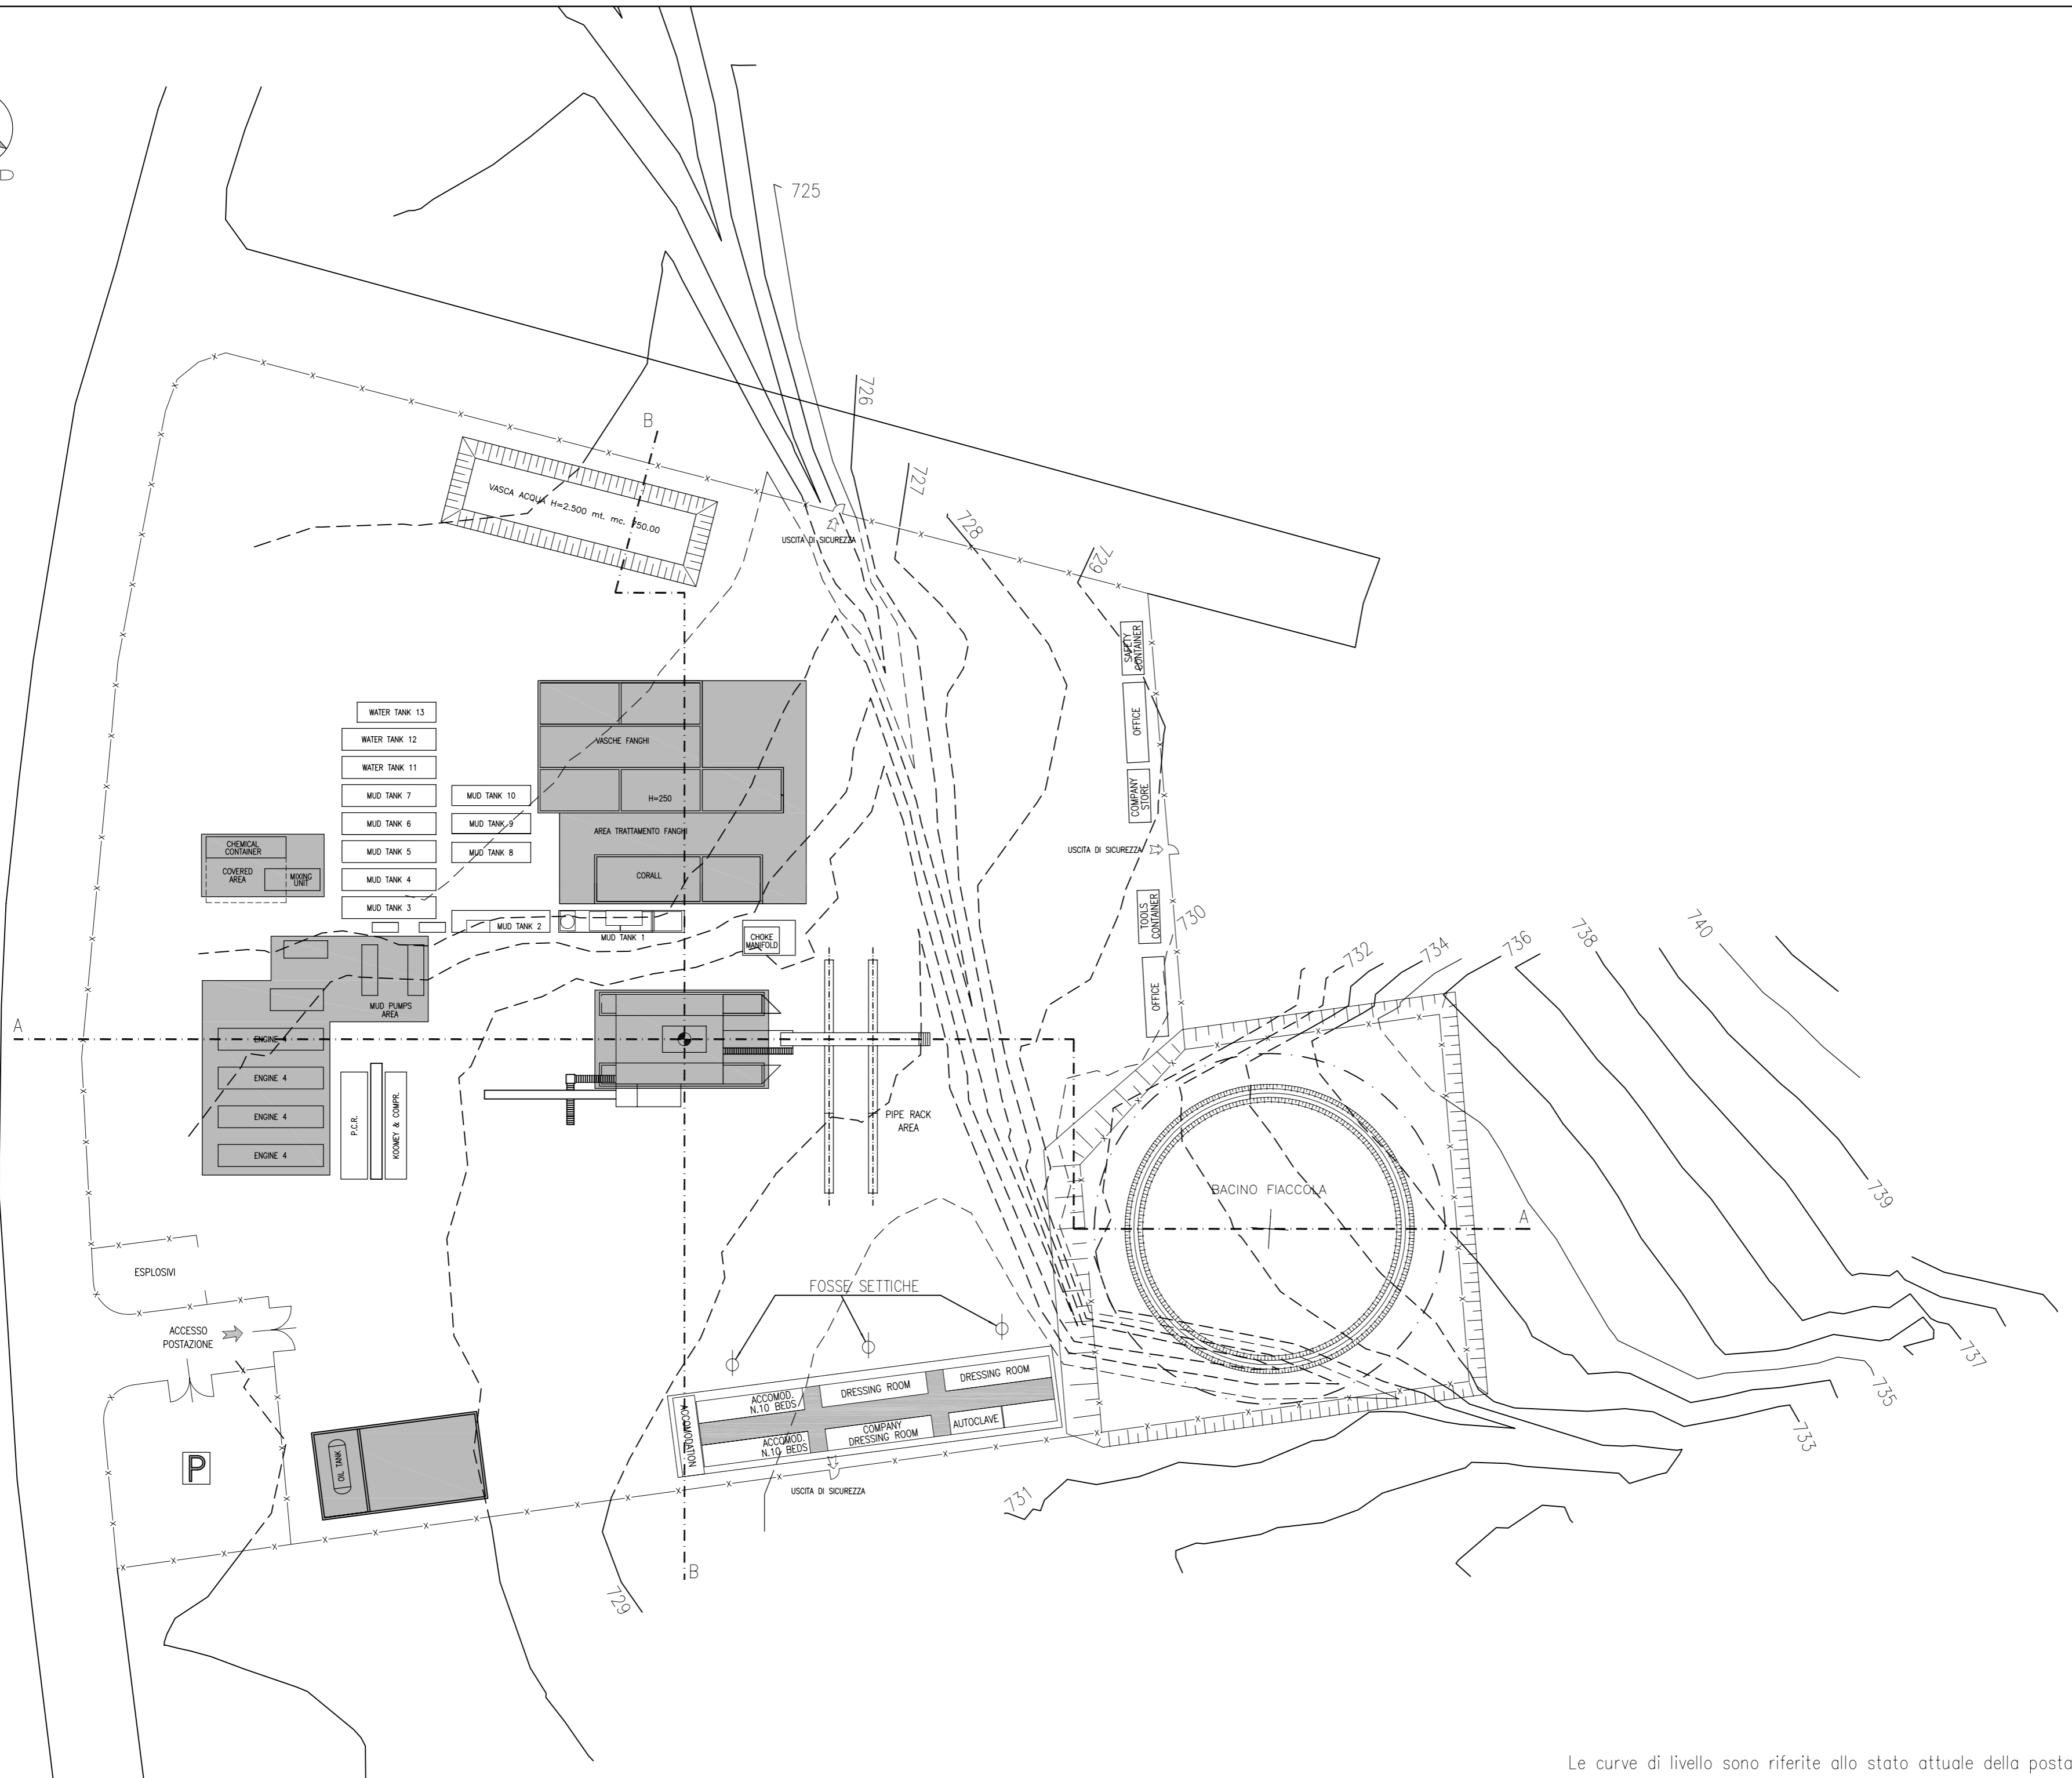 725
726
727
728
729
B
VASCA ACQUA H=2.500 mt. mc. 750.00
USCITA DI SICUREZZA
SAFETY
CONTAINER
OFFICE
COMPANY
STORE
USCITA DI SICUREZZA
TOOLS
CONTAINER
OFFICE
730
WATER TANK 13
WATER TANK 12
WATER TANK 11
MUD TANK 7
MUD TANK 6
MUD TANK 5
MUD TANK 4
MUD TANK 3
MUD TANK 10
MUD TANK 9
MUD TANK 8
MUD TANK 2
MUD TANK 1
VASCHE FANGHI
H=250
AREA TRATTAMENTO FANGHI
CORALL
CHOKE
MANIFOLD
CHEMICAL
CONTAINER
COVERED
AREA
MIXING
UNIT
MUD PUMPS
AREA
A
ENGINE 4
ENGINE 4
ENGINE 4
ENGINE 4
P.C.R.
KOOMEY & COMPR.
PIPE RACK
AREA
732
734
736
738
740
BACINO FIACCOLA
A
739
737
735
733
731
ESPLOSIVI
ACCESSO
POSTAZIONE
FOSSE SETTICHE
P
OIL TANK
ACCOMODATION
ACCOMOD.
N.10 BEDS
DRESSING ROOM
DRESSING ROOM
ACCOMOD.
N.10 BEDS
COMPANY
DRESSING ROOM
AUTOCLAVE
USCITA DI SICUREZZA
B
729
Le curve di livello sono riferite allo stato attuale della posta